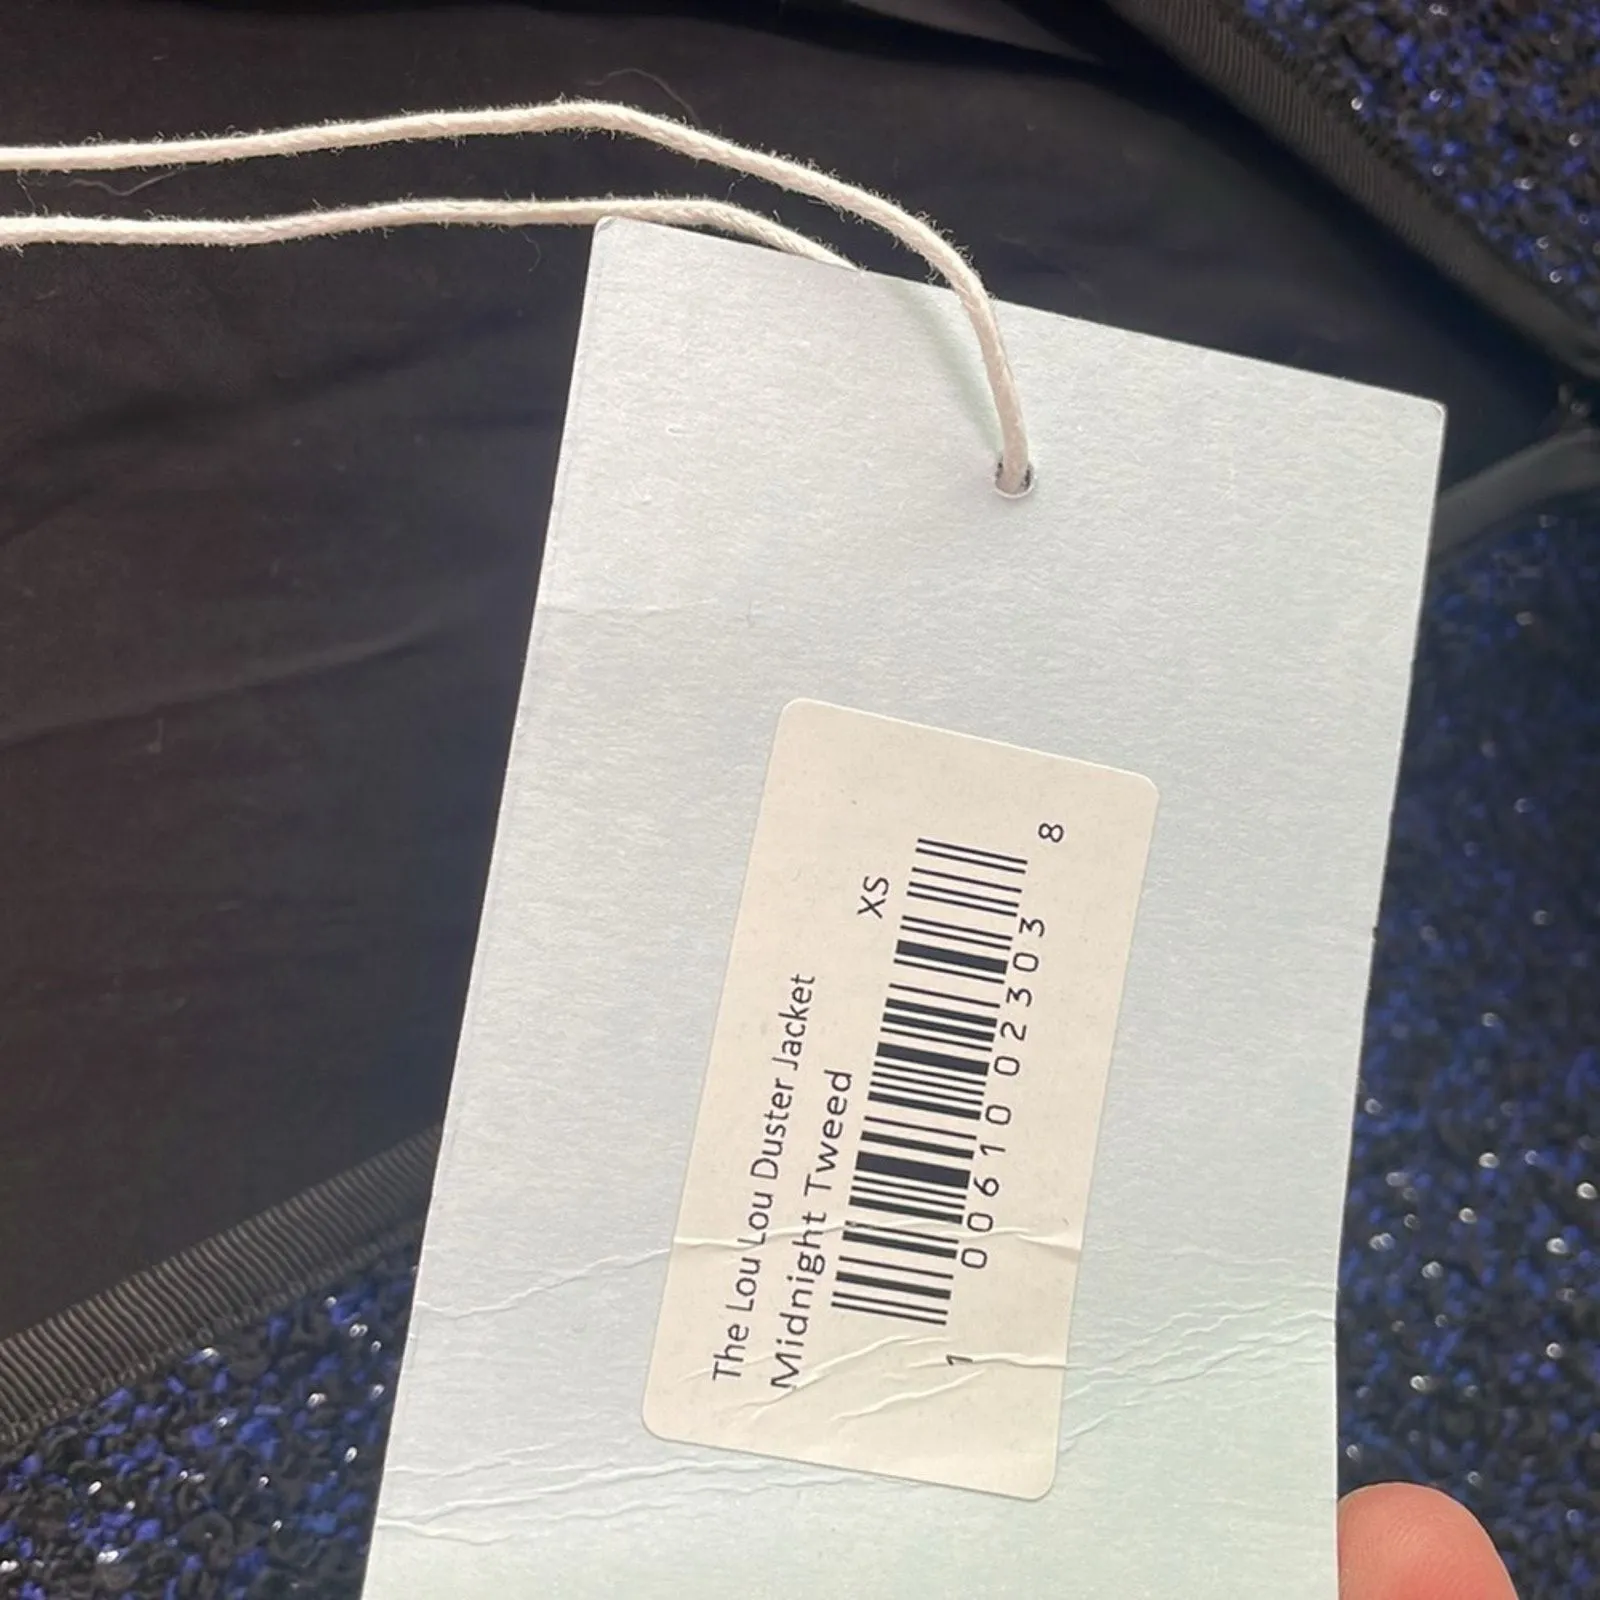 The Lou Lou Duster Jacket
Midnight Tweed
XS
1 00610 02303 8